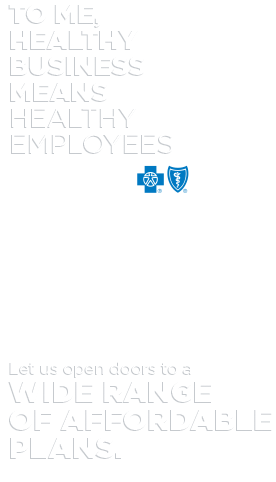 TO ME,
HEALTHY
BUSINESS
MEANS
HEALTHY
EMPLOYEES
® ®
Let us open doors to a
WIDE RANGE
OF AFFORDABLE
PLANS.